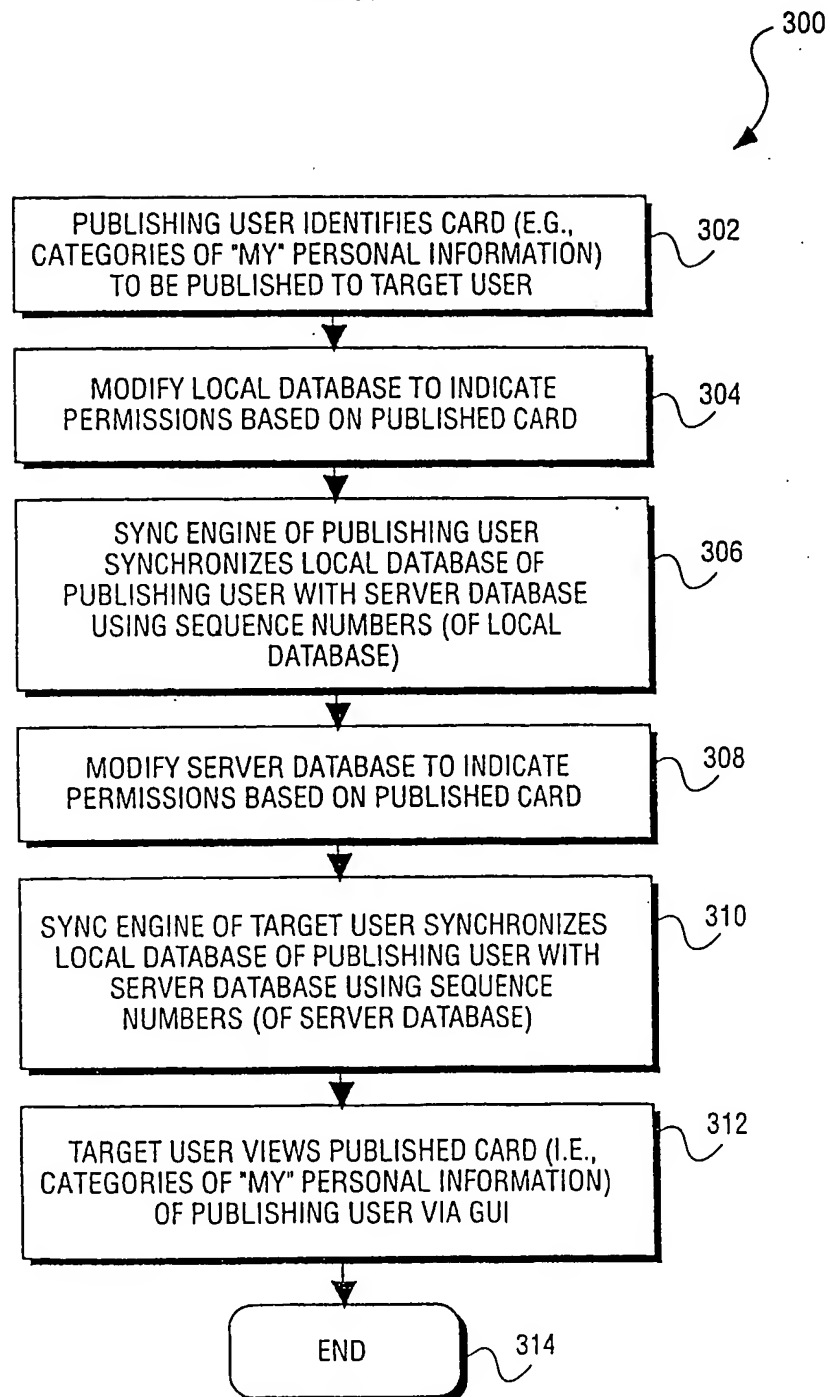 300
PUBLISHING USER IDENTIFIES CARD (E.G.,
CATEGORIES OF "MY" PERSONAL INFORMATION)
TO BE PUBLISHED TO TARGET USER
302
MODIFY LOCAL DATABASE TO INDICATE
PERMISSIONS BASED ON PUBLISHED CARD
304
SYNC ENGINE OF PUBLISHING USER
SYNCHRONIZES LOCAL DATABASE OF
PUBLISHING USER WITH SERVER DATABASE
USING SEQUENCE NUMBERS (OF LOCAL
DATABASE)
306
MODIFY SERVER DATABASE TO INDICATE
PERMISSIONS BASED ON PUBLISHED CARD
308
SYNC ENGINE OF TARGET USER SYNCHRONIZES
LOCAL DATABASE OF PUBLISHING USER WITH
SERVER DATABASE USING SEQUENCE
NUMBERS (OF SERVER DATABASE)
310
TARGET USER VIEWS PUBLISHED CARD (I.E.,
CATEGORIES OF "MY" PERSONAL INFORMATION)
OF PUBLISHING USER VIA GUI
312
END
314